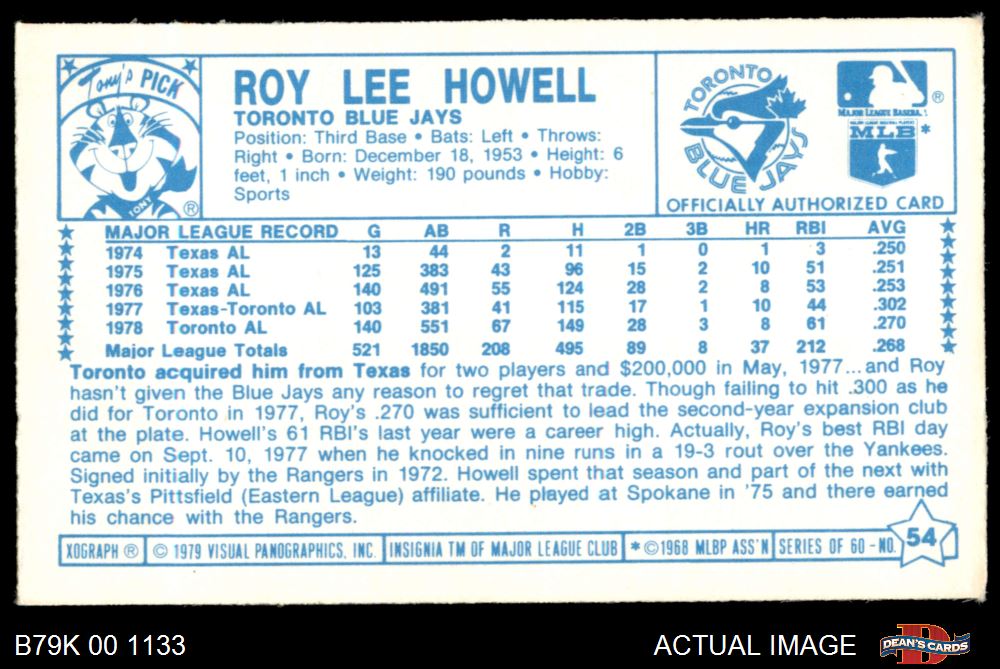 Tony's PICK
TONY
®
ROY LEE HOWELL
TORONTO BLUE JAYS
Position: Third Base • Bats: Left • Throws:
Right • Born: December 18, 1953 • Height: 6
feet, 1 inch • Weight: 190 pounds • Hobby:
Sports
TORONTO
BLUE JAYS
®
MAJOR LEAGUE BASEBALL
MAJOR LEAGUE BASEBALL PLAYERS
MLB*
OFFICIALLY AUTHORIZED CARD
MAJOR LEAGUE RECORD G AB R H 2B 3B HR RBI AVG
1974 Texas AL 13 44 2 11 1 0 1 3 .250
1975 Texas AL 125 383 43 96 15 2 10 51 .251
1976 Texas AL 140 491 55 124 28 2 8 53 .253
1977 Texas-Toronto AL 103 381 41 115 17 1 10 44 .302
1978 Toronto AL 140 551 67 149 28 3 8 61 .270
Major League Totals 521 1850 208 495 89 8 37 212 .268
Toronto acquired him from Texas for two players and $200,000 in May, 1977...and Roy
hasn't given the Blue Jays any reason to regret that trade. Though failing to hit .300 as he
did for Toronto in 1977, Roy's .270 was sufficient to lead the second-year expansion club
at the plate. Howell's 61 RBI's last year were a career high. Actually, Roy's best RBI day
came on Sept. 10, 1977 when he knocked in nine runs in a 19-3 rout over the Yankees.
Signed initially by the Rangers in 1972. Howell spent that season and part of the next with
Texas's Pittsfield (Eastern League) affiliate. He played at Spokane in '75 and there earned
his chance with the Rangers.
XOGRAPH ® © 1979 VISUAL PANOGRAPHICS, INC. INSIGNIA TM OF MAJOR LEAGUE CLUB *©1968 MLBP ASS'N SERIES OF 60 - NO. 54
B79K 00 1133 ACTUAL IMAGE DEAN'S CARDS